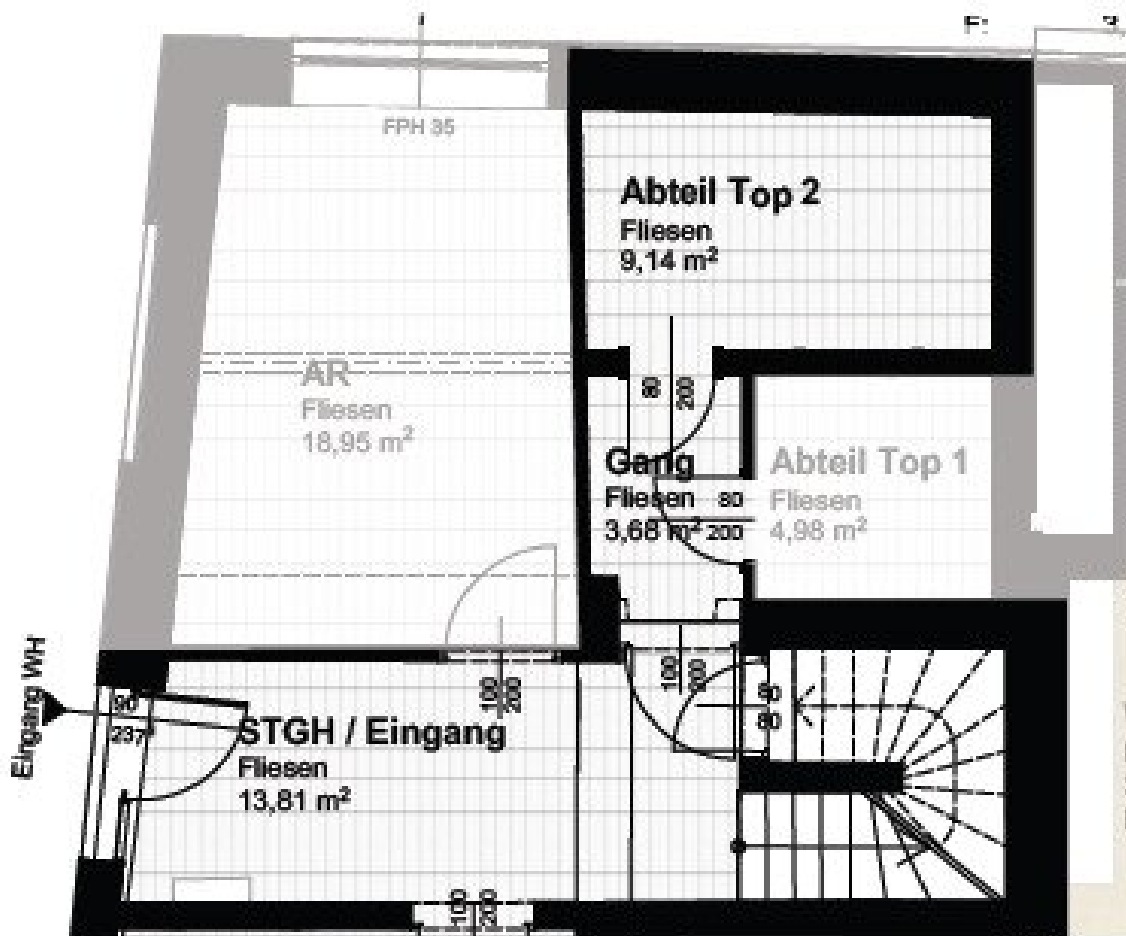 F:
3,
FPH 35
Abteil Top 2
Fliesen
9,14 m²
AR
Fliesen
18,95 m²
80
200
Gang
Fliesen
3,68 m²
80
200
Abteil Top 1
Fliesen
4,98 m²
Eingang WH
90
237
STGH / Eingang
Fliesen
13,81 m²
100
200
100
200
80
80
100
200